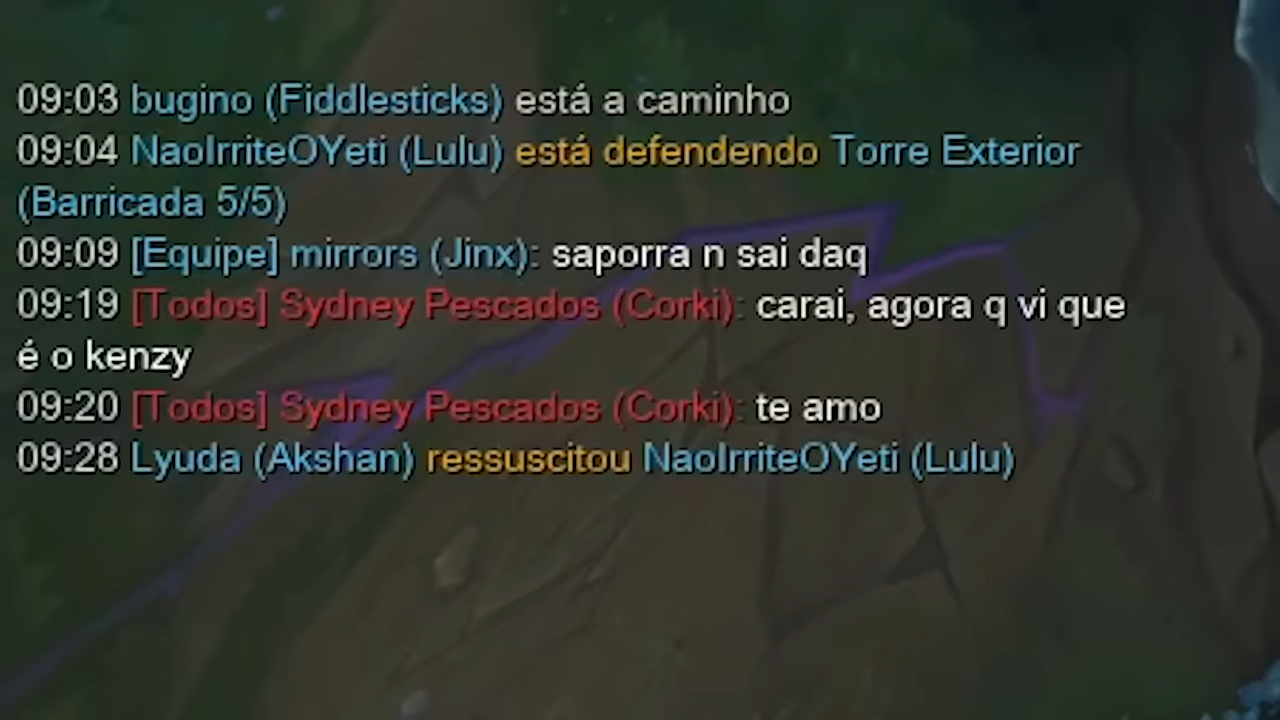 09:03 bugino (Fiddlesticks) está a caminho
09:04 NaoIrriteOYeti (Lulu) está defendendo Torre Exterior
(Barricada 5/5)
09:09 [Equipe] mirrors (Jinx): saporra n sai daq
09:19 [Todos] Sydney Pescados (Corki): carai, agora q vi que
é o kenzy
09:20 [Todos] Sydney Pescados (Corki): te amo
09:28 Lyuda (Akshan) ressuscitou NaoIrriteOYeti (Lulu)